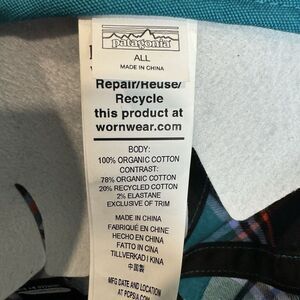 patagonia
ALL
MADE IN CHINA
Repair/Reuse/
Recycle
this product at
wornwear.com
BODY:
100% ORGANIC COTTON
CONTRAST:
78% ORGANIC COTTON
20% RECYCLED COTTON
2% ELASTANE
EXCLUSIVE OF TRIM
MADE IN CHINA
FABRIQUÉ EN CHINE
HECHO EN CHINA
FATTO IN CINA
TILLVERKAD I KINA
中国製
MFG DATE AND LOCATION
AT PCPSIA.COM